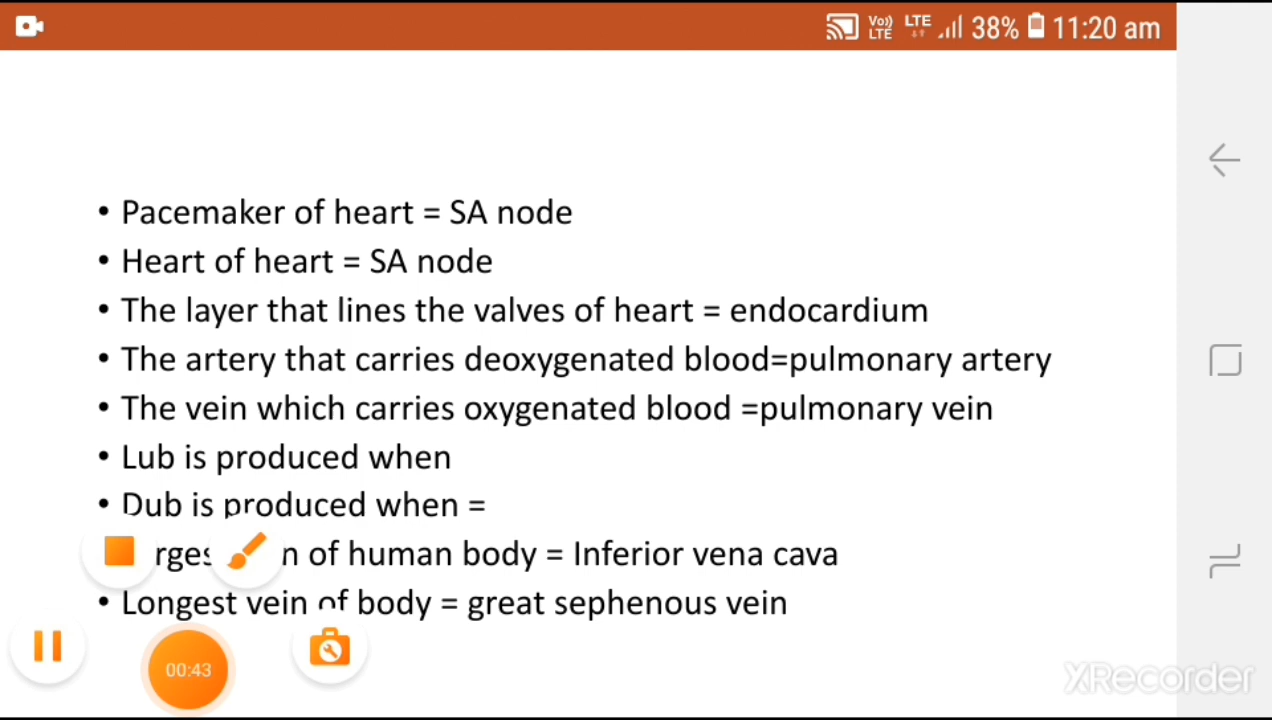 Vo)) LTE LTE 38% 11:20 am
• Pacemaker of heart = SA node
• Heart of heart = SA node
• The layer that lines the valves of heart = endocardium
• The artery that carries deoxygenated blood=pulmonary artery
• The vein which carries oxygenated blood =pulmonary vein
• Lub is produced when
• Dub is produced when =
of human body = Inferior vena cava
• Longest vein of body = great sephenous vein
00:43
XRecorder